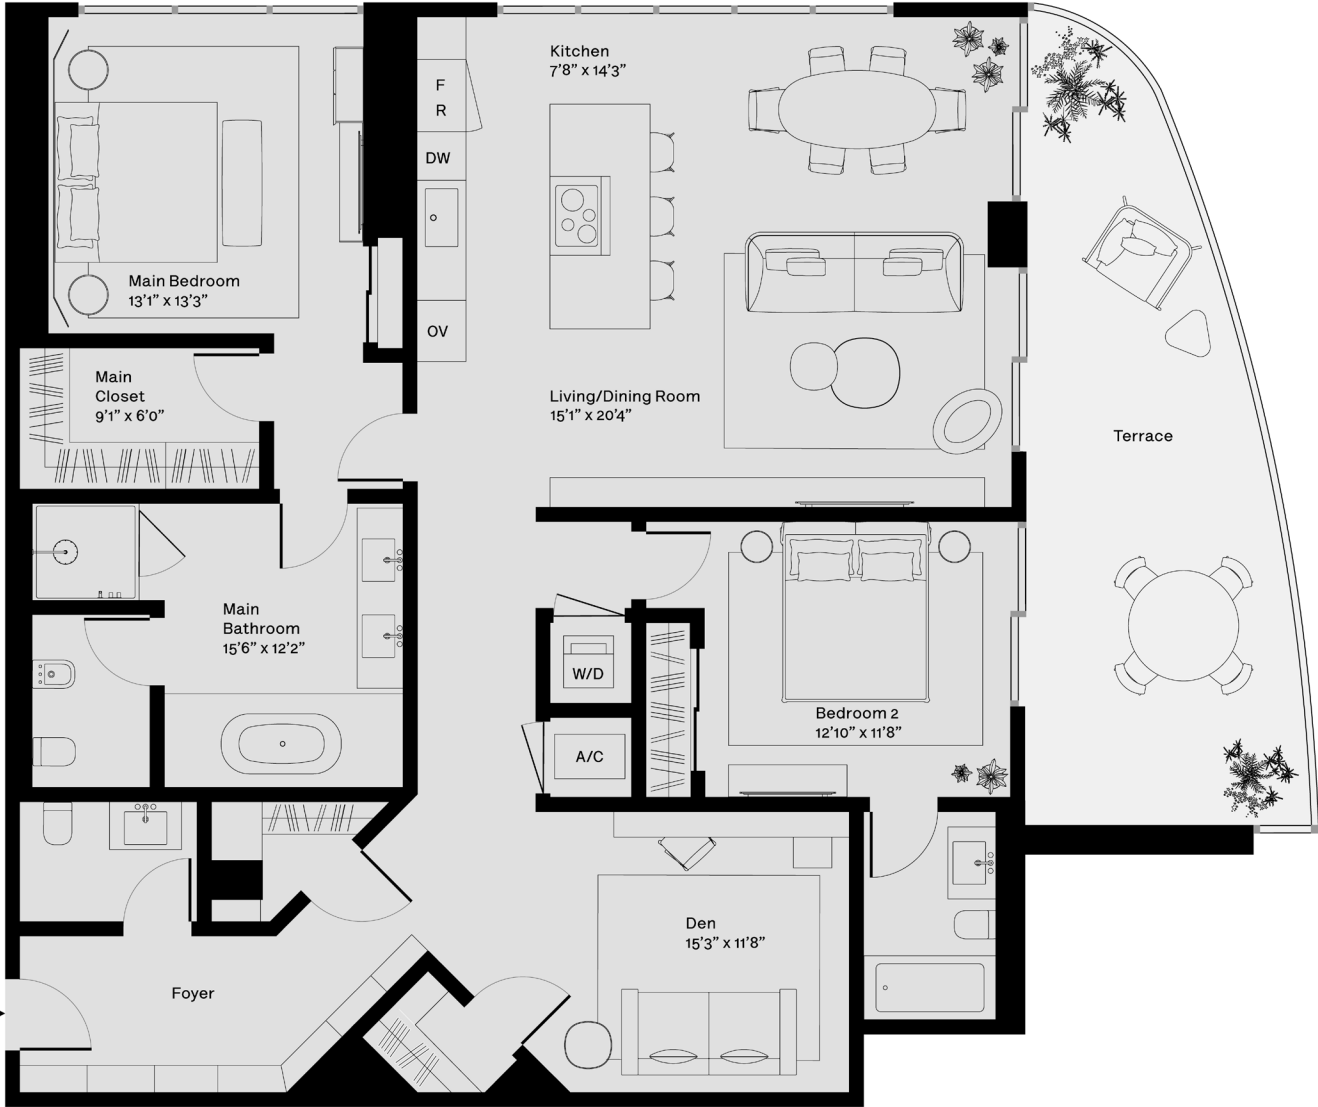 Kitchen
7'8” x 14'3”
F
R
DW
OV
Main Bedroom
13'1” x 13'3”
Main
Closet
9'1” x 6'0”
Living/Dining Room
15'1” x 20'4”
Terrace
Main
Bathroom
15'6” x 12'2”
W/D
A/C
Bedroom 2
12'10” x 11'8”
Den
15'3” x 11'8”
Foyer